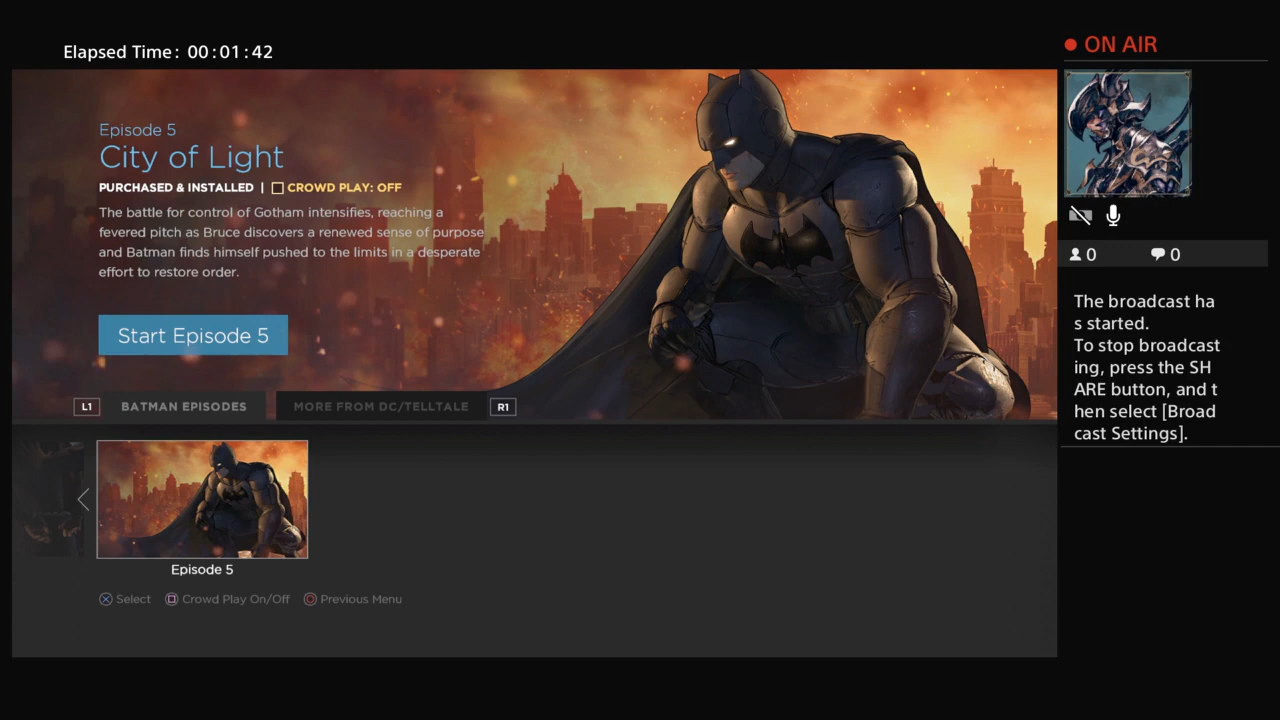 Elapsed Time: 00:01:42
ON AIR
Episode 5
City of Light
PURCHASED & INSTALLED | CROWD PLAY: OFF
The battle for control of Gotham intensifies, reaching a
fevered pitch as Bruce discovers a renewed sense of purpose
and Batman finds himself pushed to the limits in a desperate
effort to restore order.
Start Episode 5
L1 BATMAN EPISODES MORE FROM DC/TELLTALE R1
Episode 5
Select Crowd Play On/Off Previous Menu
0 0
The broadcast ha
s started.
To stop broadcast
ing, press the SH
ARE button, and t
hen select [Broad
cast Settings].